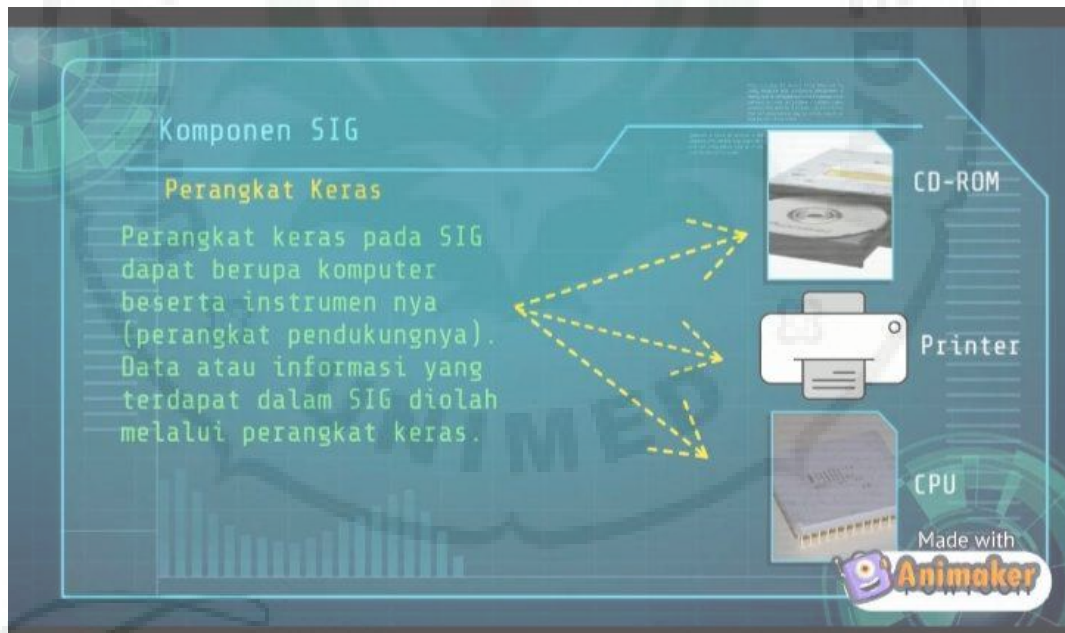 Komponen SIG
Perangkat Keras
Perangkat keras pada SIG
dapat berupa komputer
beserta instrumen nya
(perangkat pendukungnya).
Data atau informasi yang
terdapat dalam SIG diolah
melalui perangkat keras.
CD-ROM
Printer
CPU
Made with
Animaker
UNIMED